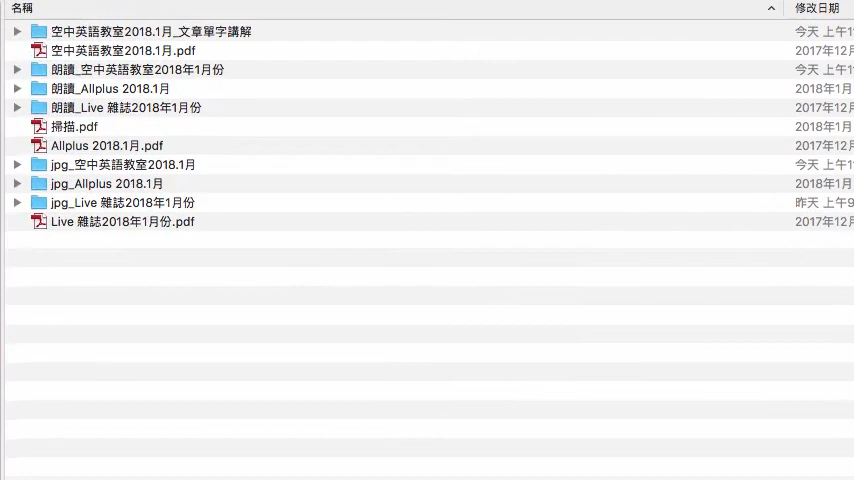 名稱 修改日期
空中英語教室2018.1月_文章單字講解 今天 上午1
空中英語教室2018.1月.pdf 2017年12月
朗讀_空中英語教室2018年1月份 今天 上午1
朗讀_Allplus 2018.1月 2018年1月
朗讀_Live 雜誌2018年1月份 2017年12月
掃描.pdf 2018年1月
Allplus 2018.1月.pdf 2017年12月
jpg_空中英語教室2018.1月 今天 上午1
jpg_Allplus 2018.1月 2018年1月
jpg_Live 雜誌2018年1月份 昨天 上午9
Live 雜誌2018年1月份.pdf 2017年12月